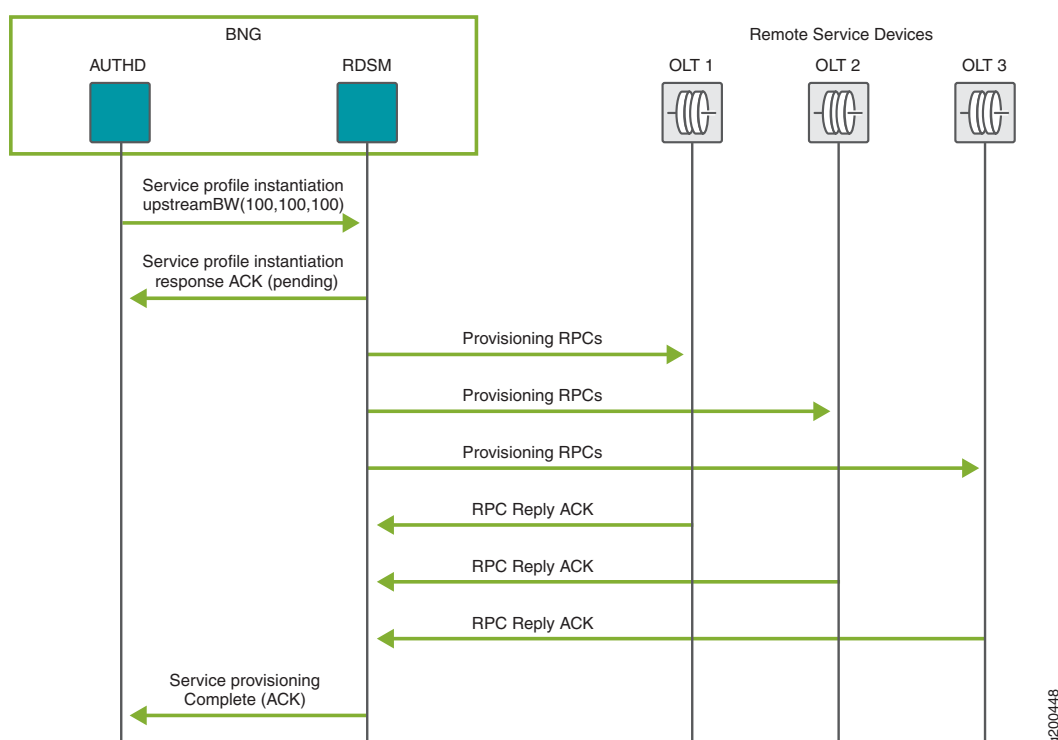 BNG
Remote Service Devices
AUTHD
RDSM
OLT 1
OLT 2
OLT 3
Service profile instantiation
upstreamBW(100,100,100)
Service profile instantiation
response ACK (pending)
Provisioning RPCs
Provisioning RPCs
Provisioning RPCs
RPC Reply ACK
RPC Reply ACK
RPC Reply ACK
Service provisioning
Complete (ACK)
g200448